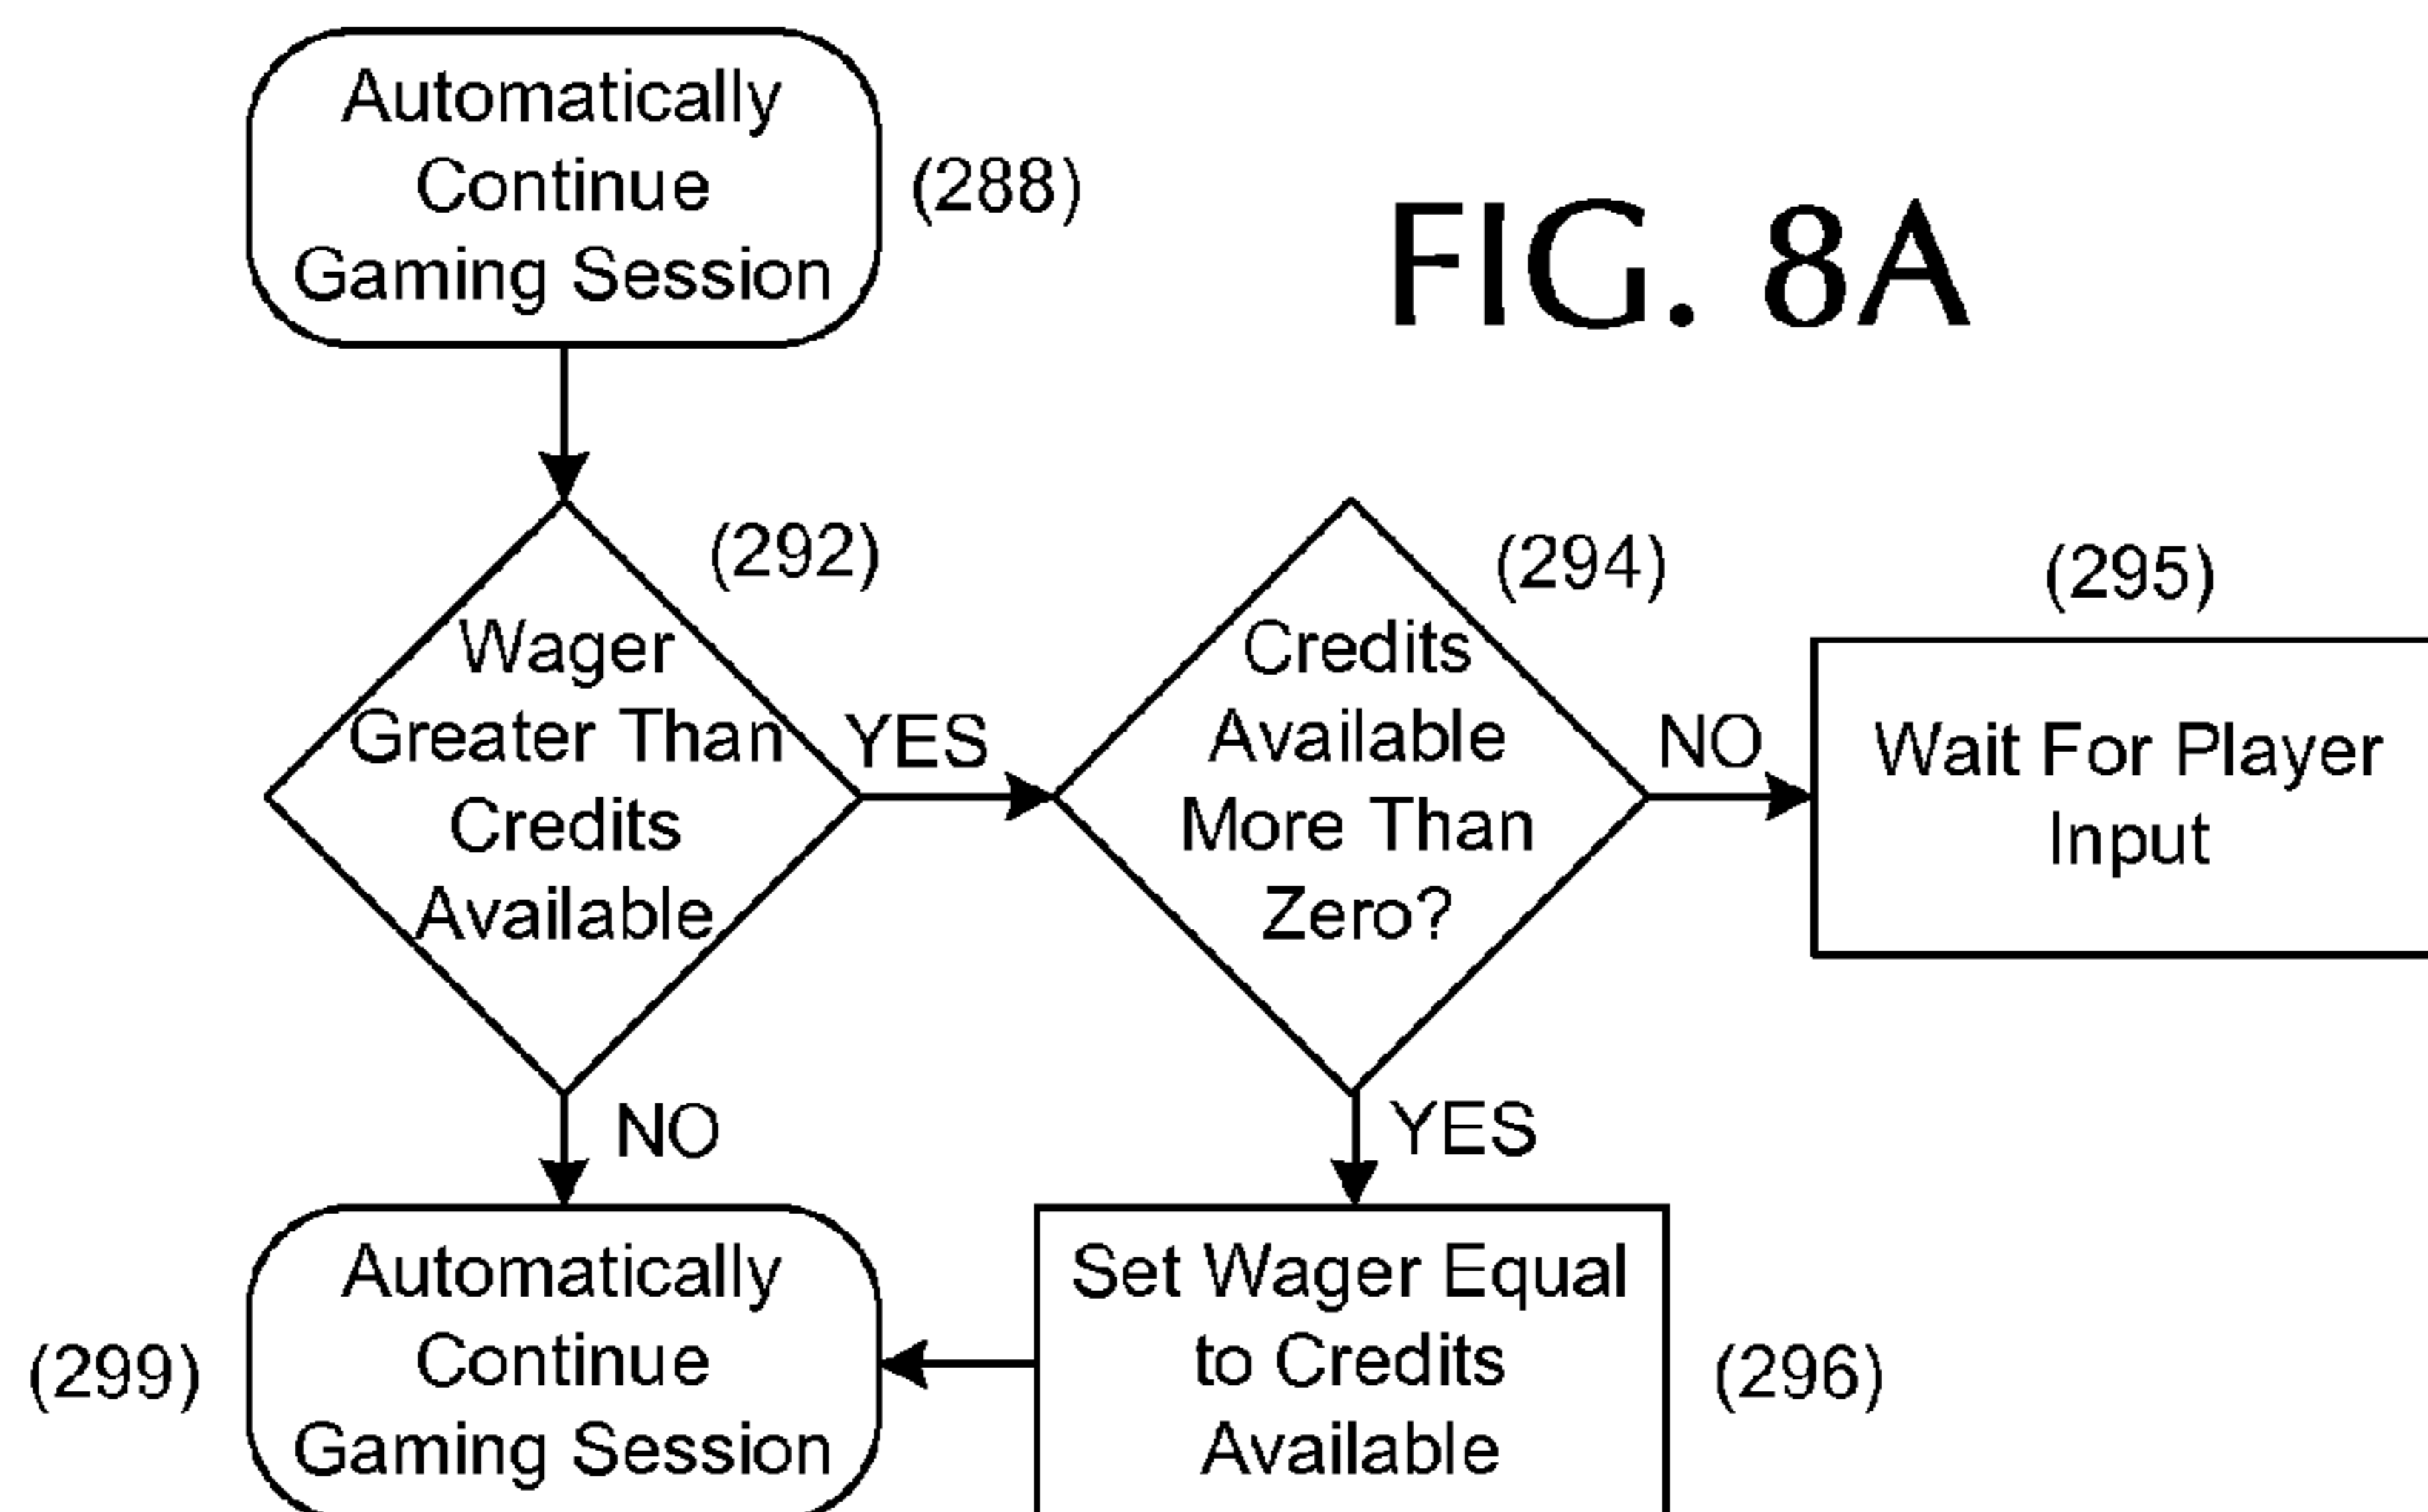 Automatically
Continue
Gaming Session
(288)
FIG. 8A
(292)
Wager
Greater Than
Credits
Available
YES
(294)
Credits
Available
More Than
Zero?
NO
(295)
Wait For Player
Input
NO
YES
(299)
Automatically
Continue
Gaming Session
Set Wager Equal
to Credits
Available
(296)